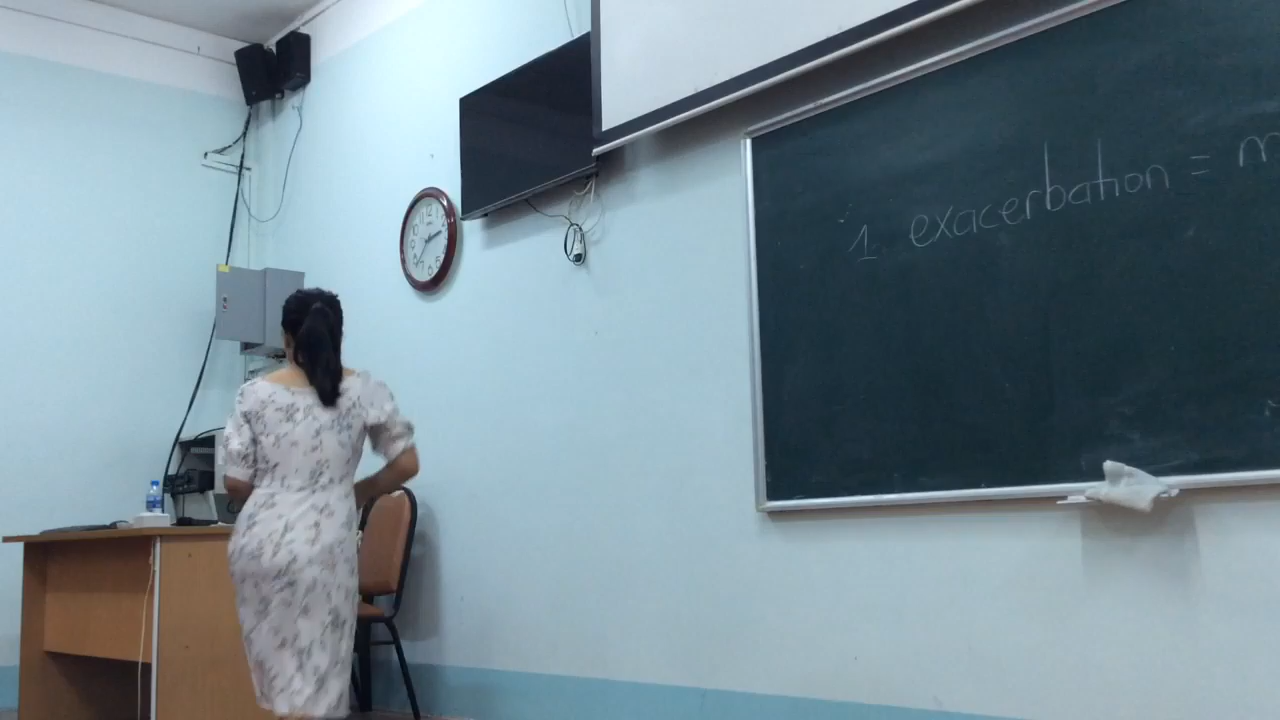 1. exacerbation = m